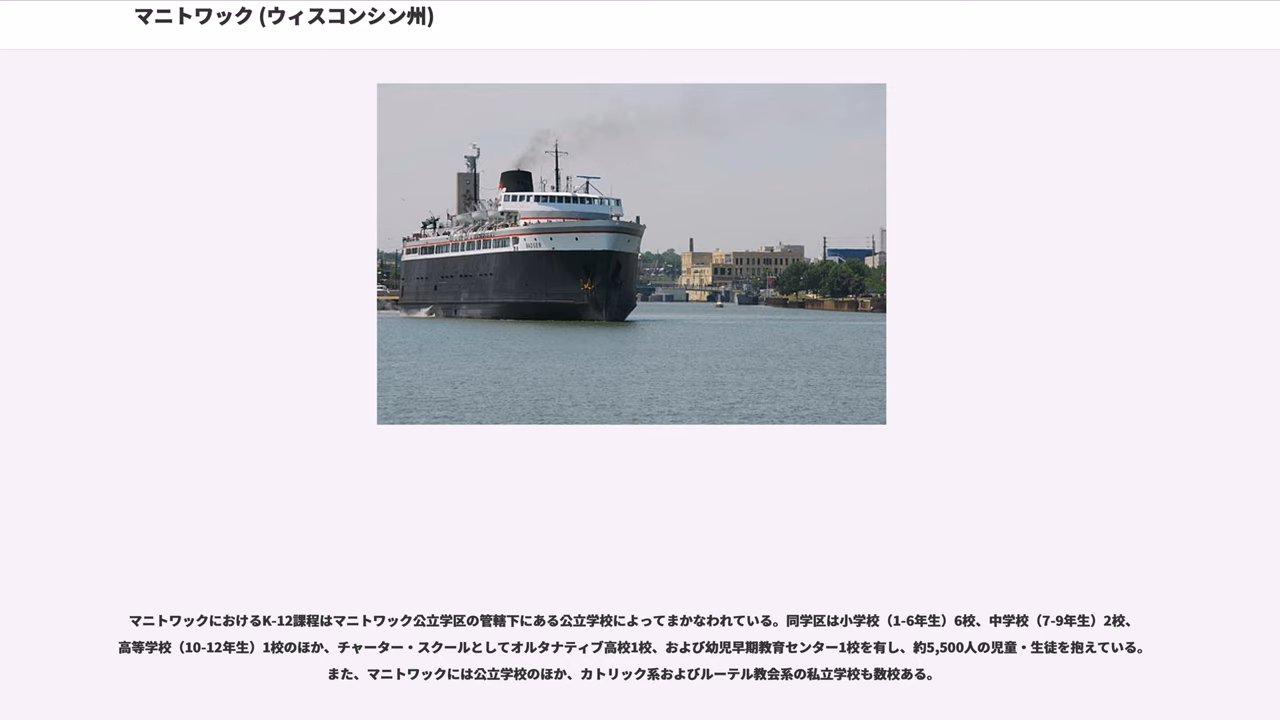 マニトワック (ウィスコンシン州)
BADGER
マニトワックにおけるK-12課程はマニトワック公立学区の管轄下にある公立学校によってまかなわれている。同学区は小学校（1-6年生）6校、中学校（7-9年生）2校、
高等学校（10-12年生）1校のほか、チャーター・スクールとしてオルタナティブ高校1校、および幼児早期教育センター1校を有し、約5,500人の児童・生徒を抱えている。
また、マニトワックには公立学校のほか、カトリック系およびルーテル教会系の私立学校も数校ある。